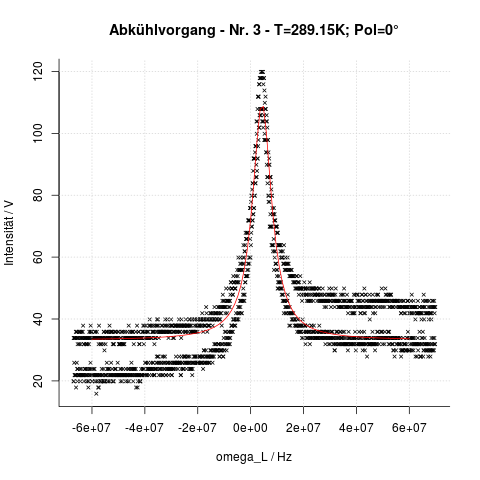 Abkühlvorgang - Nr. 3 - T=289.15K; Pol=0°
120
100
80
60
40
20
Intensität / V
-6e+07 -4e+07 -2e+07 0e+00 2e+07 4e+07 6e+07
omega_L / Hz